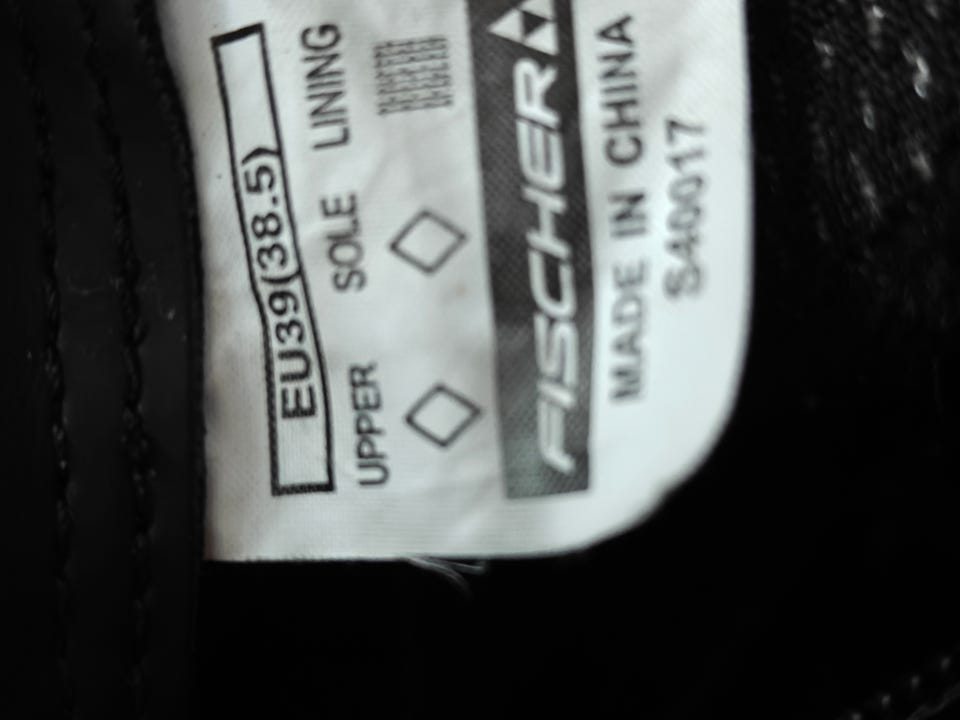 EU39(38.5)
UPPER SOLE LINING
FISCHER
MADE IN CHINA
S40017